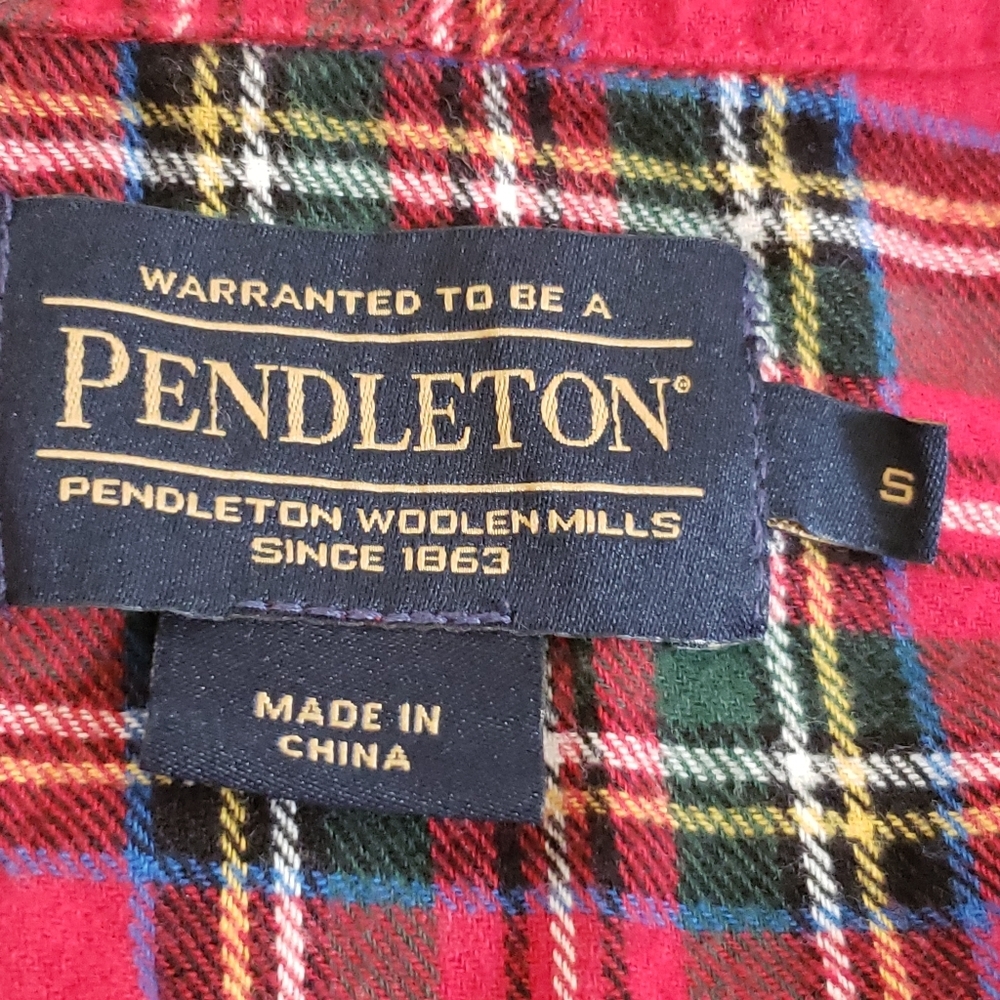 WARRANTED TO BE A
PENDLETON®
PENDLETON WOOLEN MILLS
SINCE 1863
S
MADE IN
CHINA